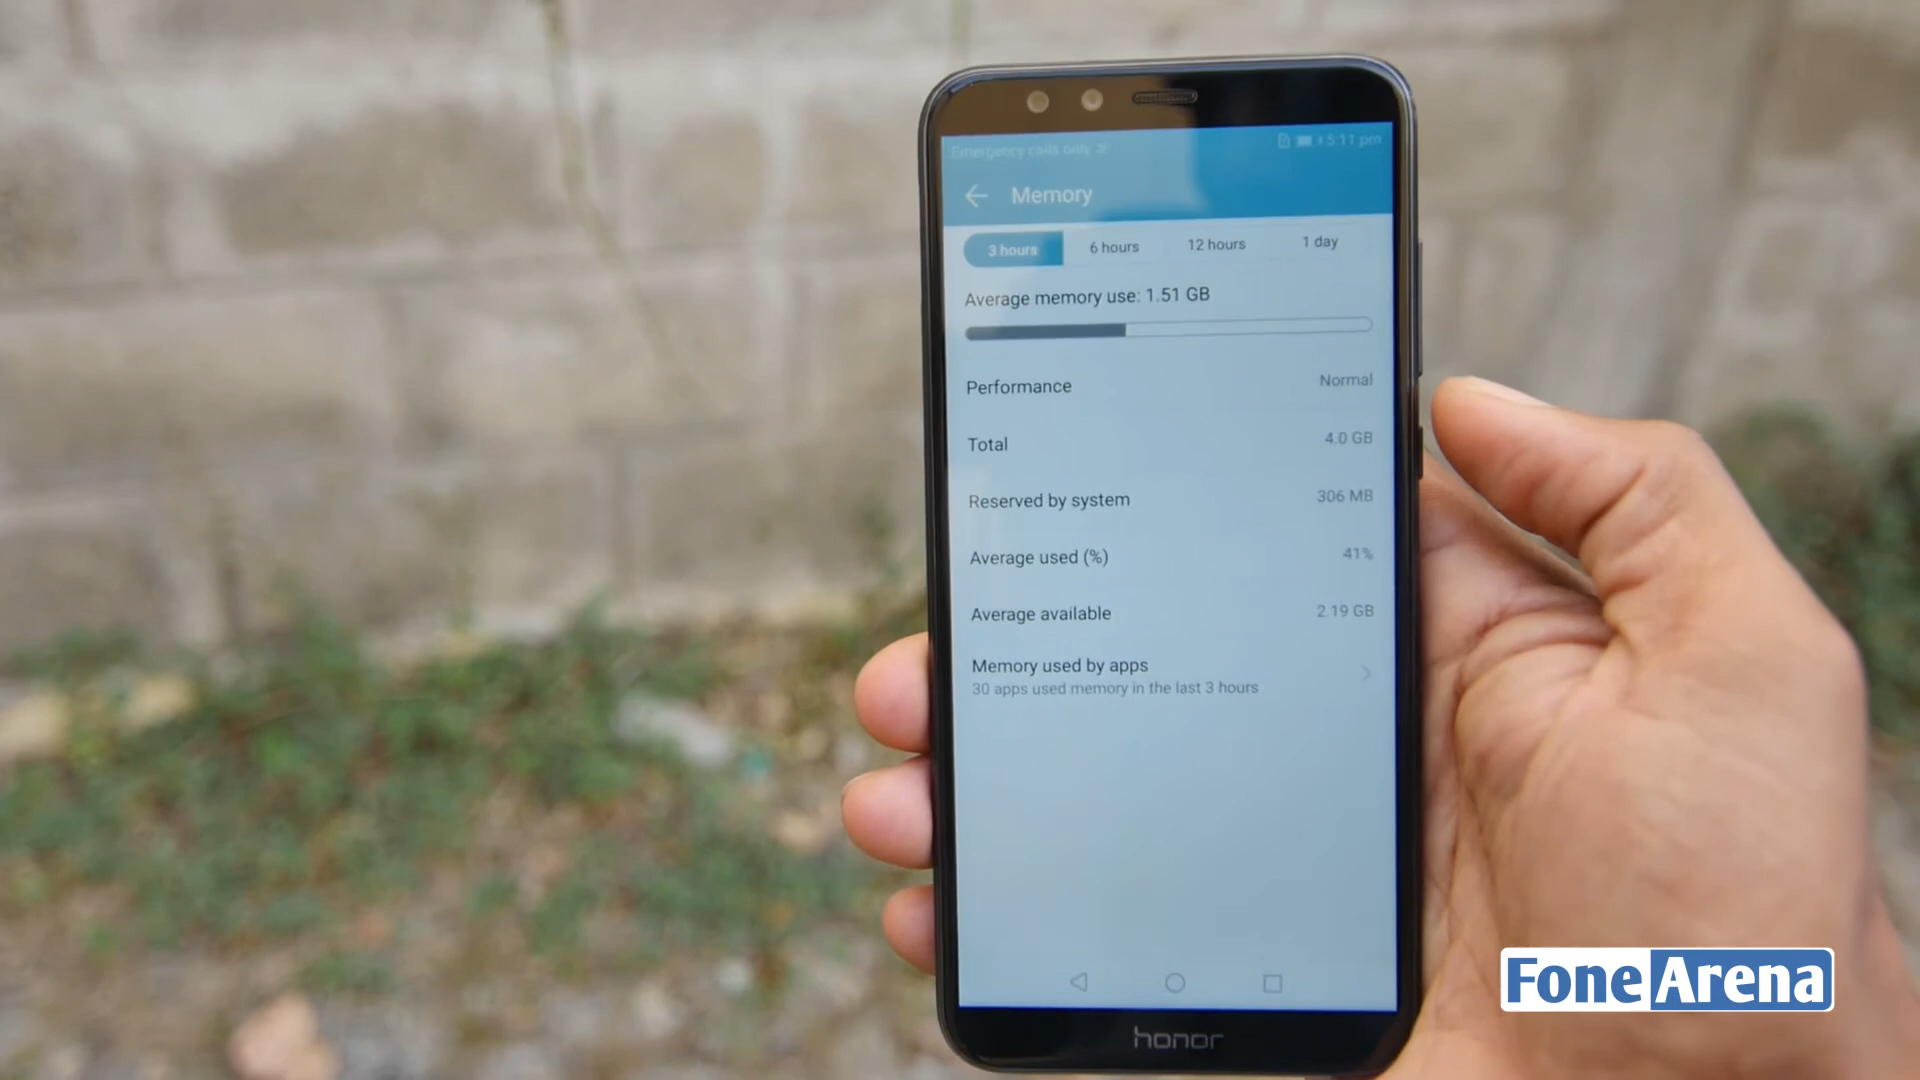 Emergency calls only
5:11 pm
Memory
3 hours 6 hours 12 hours 1 day
Average memory use: 1.51 GB
Performance Normal
Total 4.0 GB
Reserved by system 306 MB
Average used (%) 41%
Average available 2.19 GB
Memory used by apps
30 apps used memory in the last 3 hours
honor
FoneArena